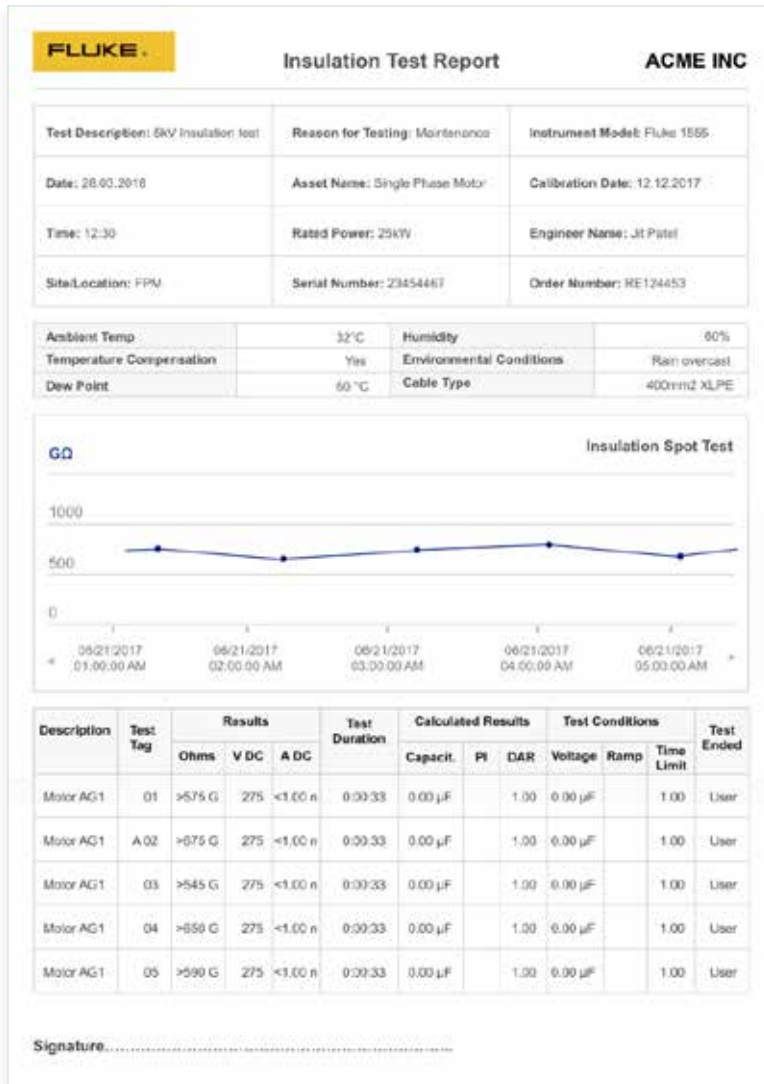 FLUKE®
Insulation Test Report
ACME INC
Test Description: 5kV Insulation test
Reason for Testing: Maintenance
Instrument Model: Fluke 1555
Date: 28.03.2018
Asset Name: Single Phase Motor
Calibration Date: 12.12.2017
Time: 12:30
Rated Power: 25kW
Engineer Name: Jit Patel
Site/Location: FPM
Serial Number: 23454467
Order Number: RE124453
Ambient Temp 32°C Humidity 60%
Temperature Compensation Yes Environmental Conditions Rain overcast
Dew Point 60 °C Cable Type 400mm2 XLPE
GΩ
Insulation Spot Test
1000
500
0
06/21/2017 06/21/2017 06/21/2017 06/21/2017 06/21/2017
01:00:00 AM 02:00:00 AM 03:00:00 AM 04:00:00 AM 05:00:00 AM
Description Test Tag Results Test Duration Calculated Results Test Conditions Test Ended
Ohms V DC A DC Capacit. PI DAR Voltage Ramp Time Limit
Motor AG1 01 >575 G 275 <1.00 n 0:00:33 0.00 µF 1.00 0.00 µF 1.00 User
Motor AG1 A 02 >675 G 275 <1.00 n 0:00:33 0.00 µF 1.00 0.00 µF 1.00 User
Motor AG1 03 >545 G 275 <1.00 n 0:00:33 0.00 µF 1.00 0.00 µF 1.00 User
Motor AG1 04 275 <1.00 n 0:00:33 0.00 µF 1.00 0.00 µF 1.00 User
Motor AG1 05 >590 G 275 <1.00 n 0:00:33 0.00 µF 1.00 0.00 µF 1.00 User
Signature